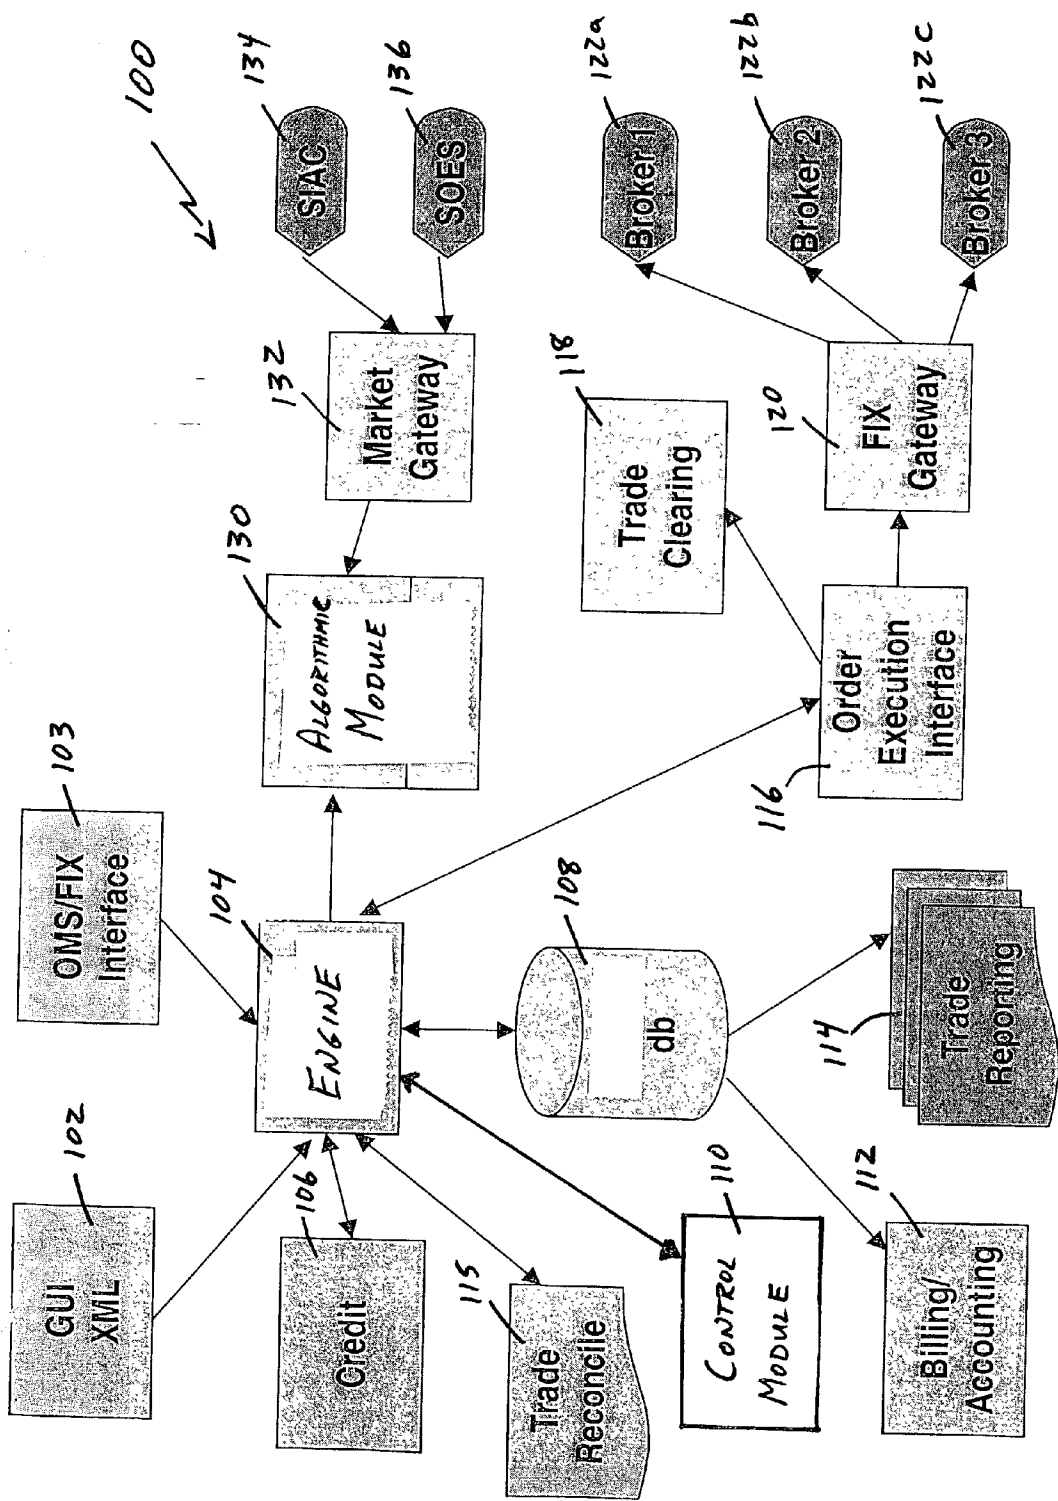 100
GUI
XML
102
OMS/FIX
Interface
103
Credit
106
ENGINE
104
ALGORITHMIC
MODULE
130
Market
Gateway
132
SIAC
134
SOES
136
Trade
Reconcile
115
db
108
CONTROL
MODULE
110
Trade
Clearing
118
Broker 1
122a
Broker 2
122b
Broker 3
122c
Billing/
Accounting
112
Trade
Reporting
114
Order
Execution
Interface
116
FIX
Gateway
120